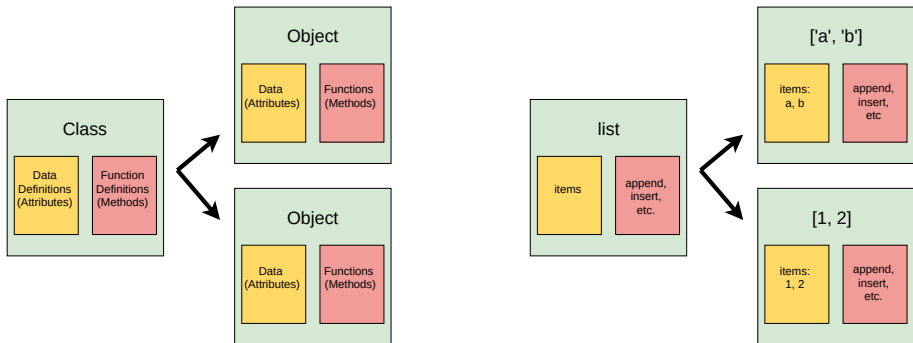 Class
Data
Definitions
(Attributes)
Function
Definitions
(Methods)
Object
Data
(Attributes)
Functions
(Methods)
Object
Data
(Attributes)
Functions
(Methods)
list
items
append,
insert,
etc.
['a', 'b']
items:
a, b
append,
insert,
etc
[1, 2]
items:
1, 2
append,
insert,
etc.